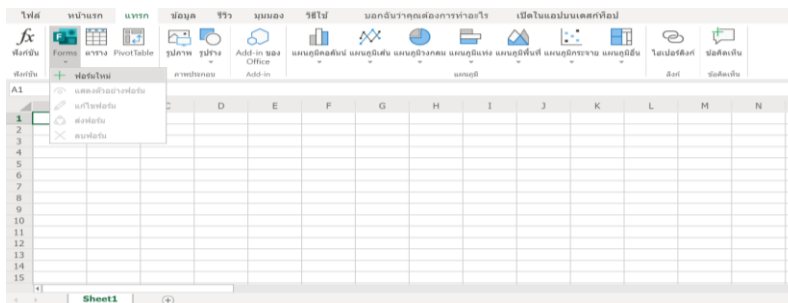 ไฟล์ หน้าแรก แทรก ข้อมูล รีวิว มุมมอง วิธีใช้ บอกฉันว่าคุณต้องการทำอะไร เปิดในแอปบนเดสก์ท็อป
fx
ฟังก์ชัน Forms ตาราง PivotTable รูปภาพ รูปร่าง Add-in ของ Office แผนภูมิคอลัมน์ แผนภูมิเส้น แผนภูมิวงกลม แผนภูมิแท่ง แผนภูมิพื้นที่ แผนภูมิกระจาย แผนภูมิอื่น ไฮเปอร์ลิงก์ ข้อคิดเห็น
ฟังก์ชัน ภาพประกอบ Add-in แผนภูมิ ลิงก์ ข้อคิดเห็น
ฟอร์มใหม่
แสดงตัวอย่างฟอร์ม
แก้ไขฟอร์ม
ส่งฟอร์ม
ลบฟอร์ม
A1
C D E F G H I J K L M N
1
2
3
4
5
6
7
8
9
10
11
12
13
14
15
Sheet1